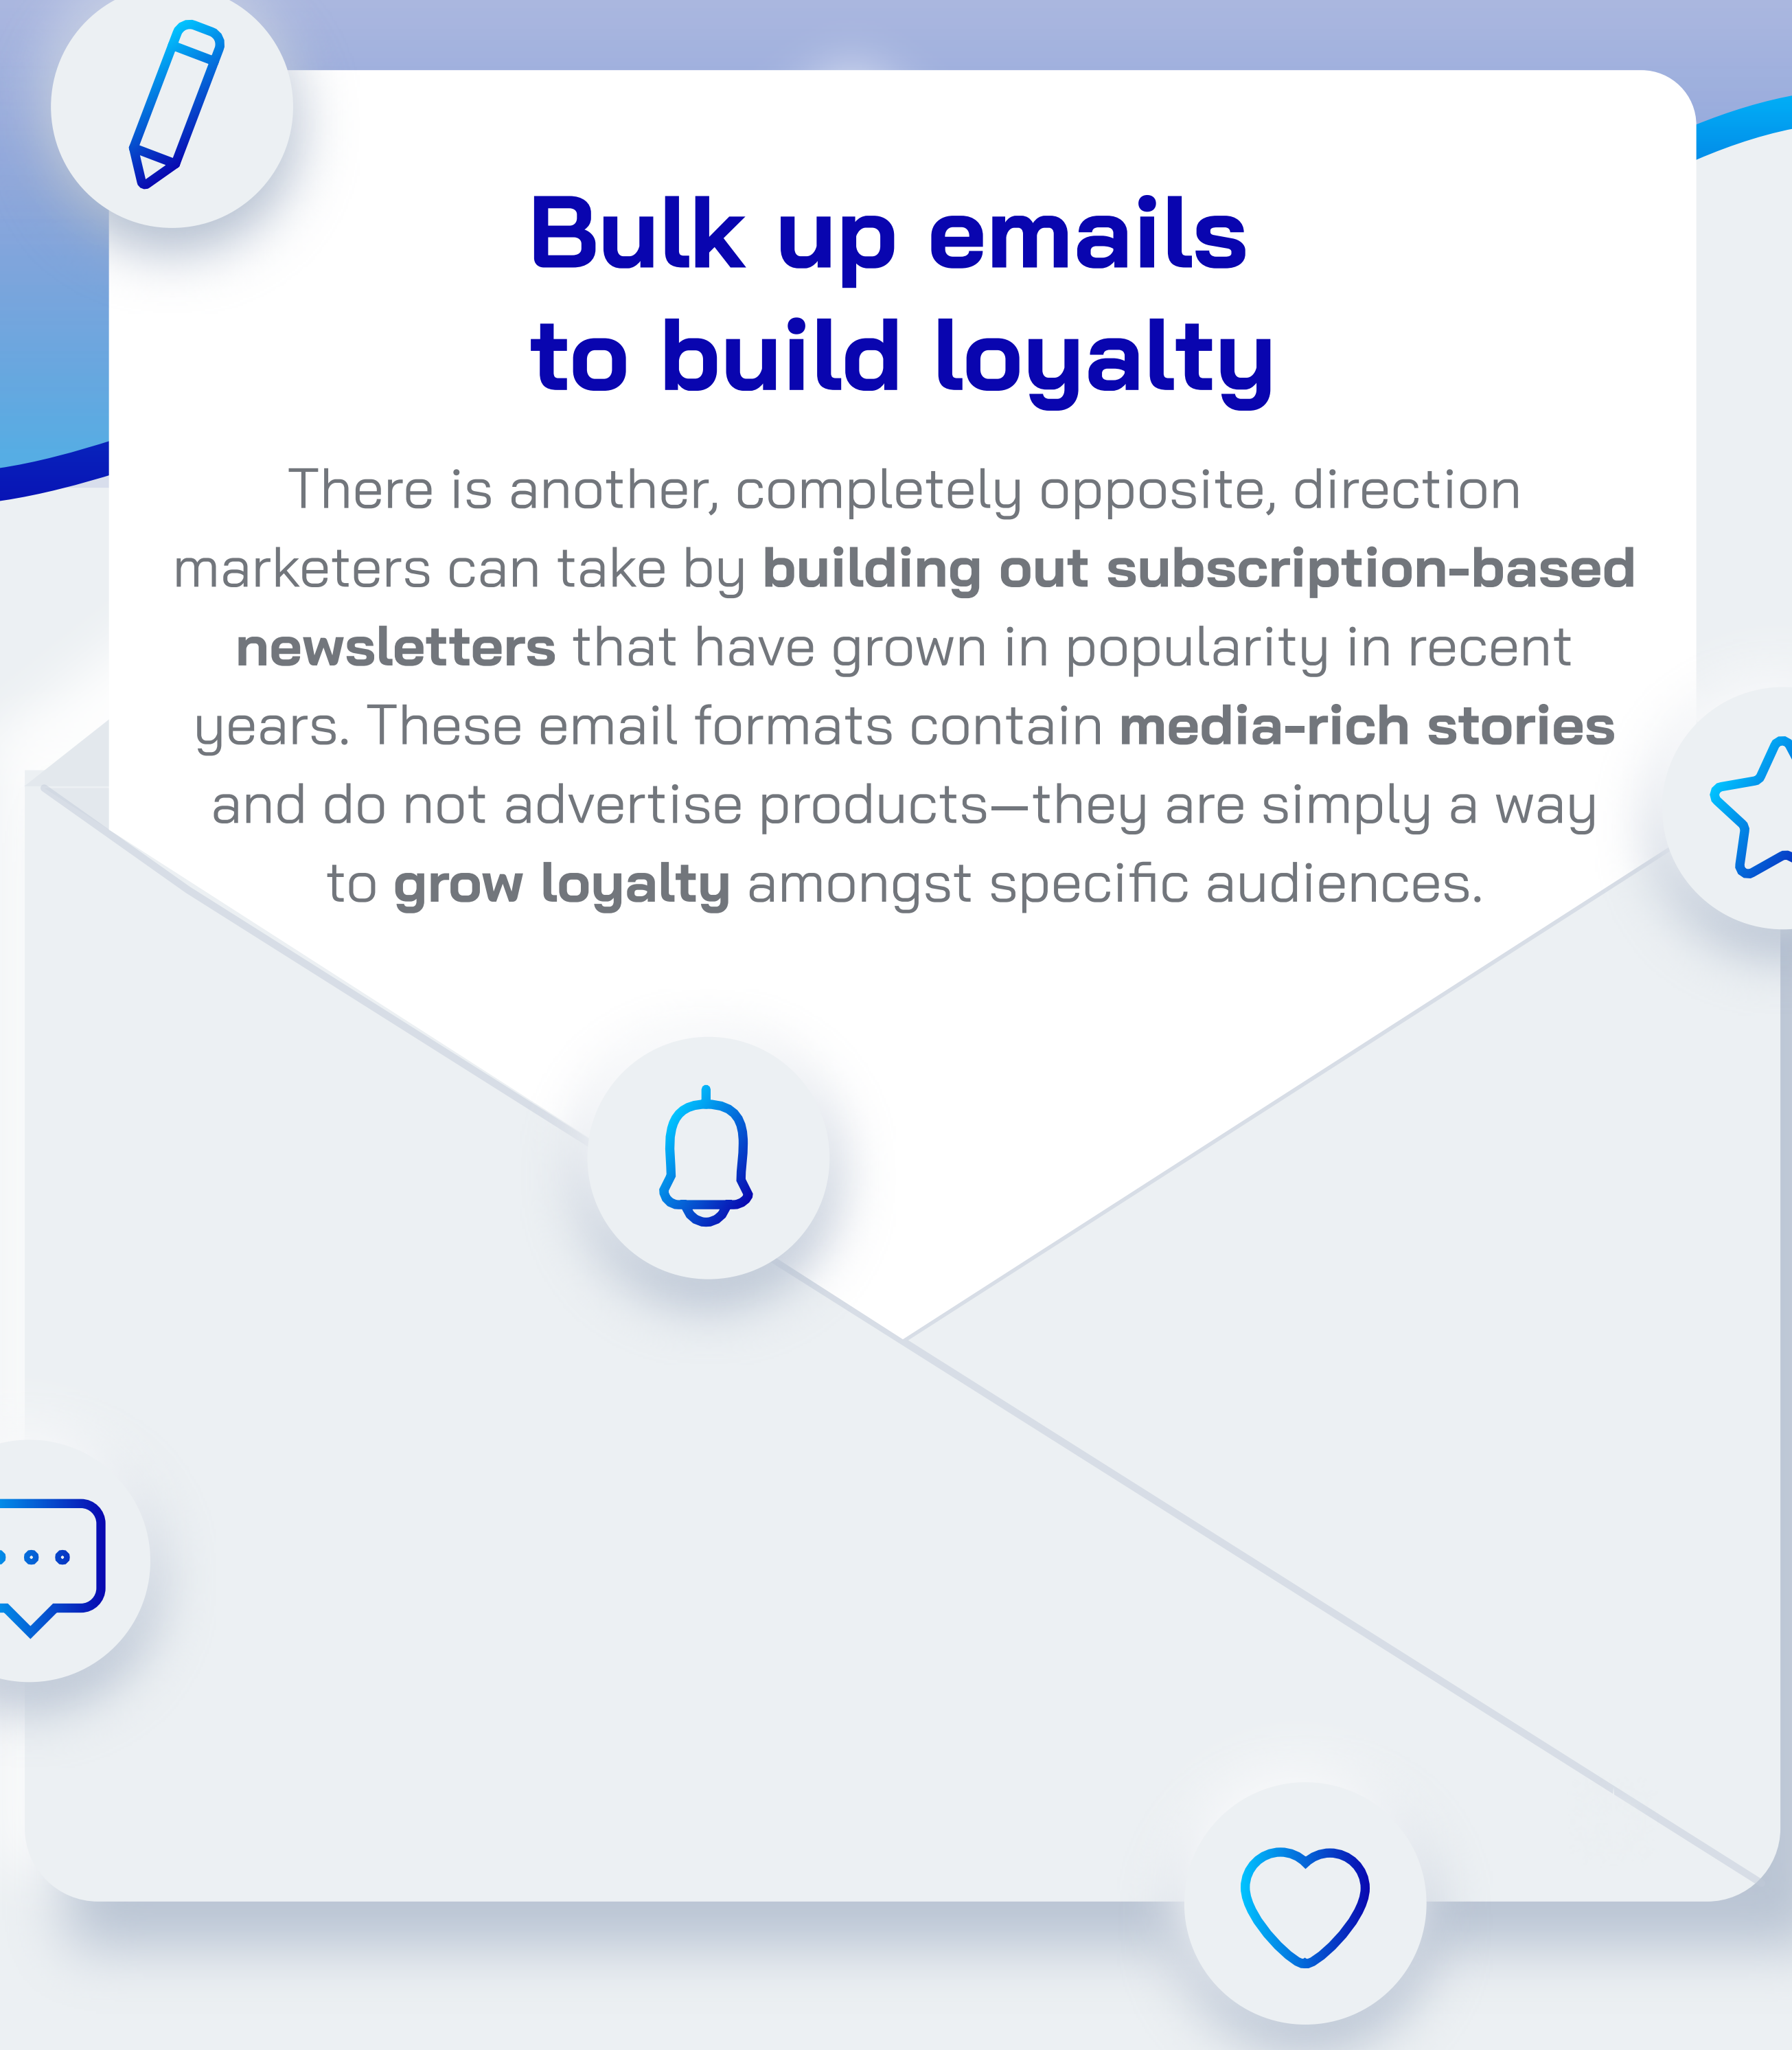 Bulk up emails
to build loyalty
There is another, completely opposite, direction
marketers can take by building out subscription-based
newsletters that have grown in popularity in recent
years. These email formats contain media-rich stories
and do not advertise products—they are simply a way
to grow loyalty amongst specific audiences.